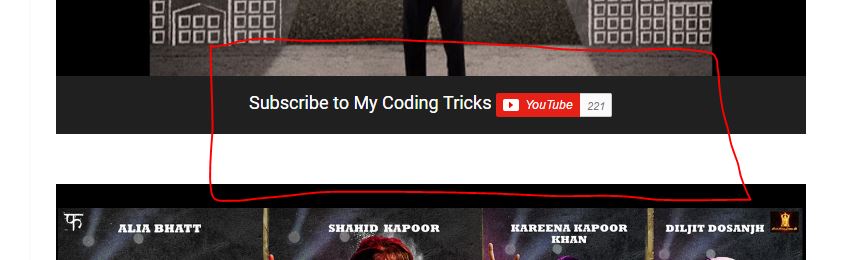 Subscribe to My Coding Tricks YouTube 221
फ
ALIA BHATT
SHAHID KAPOOR
KAREENA KAPOOR
KHAN
DILJIT DOSANJH